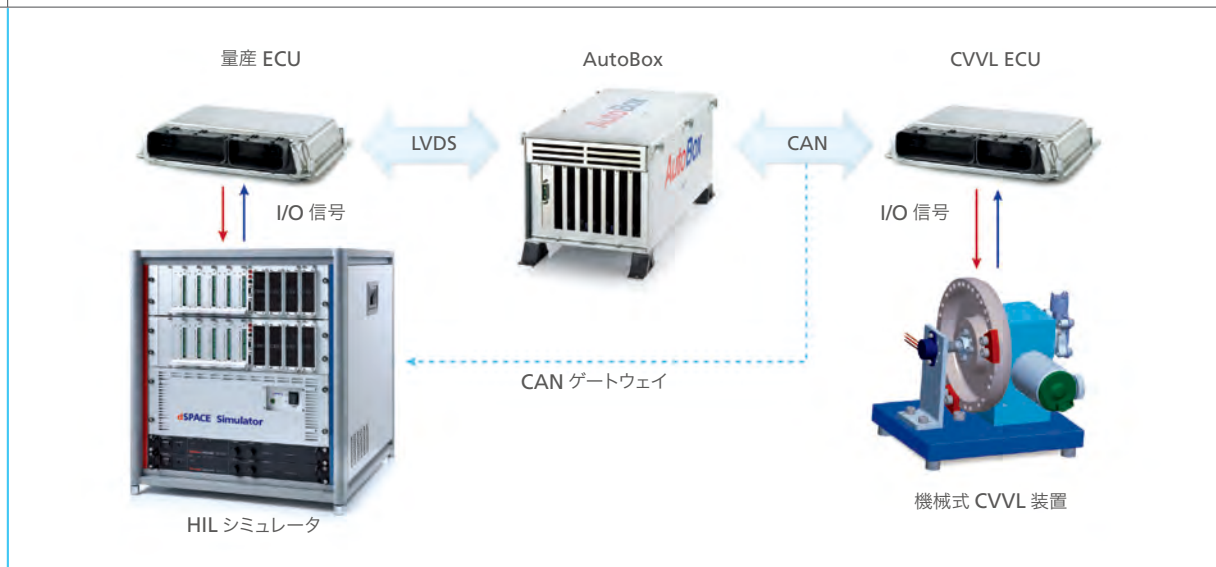 量産 ECU
AutoBox
CVVL ECU
LVDS
CAN
AutoBox
AutoBox
I/O 信号
I/O 信号
CAN ゲートウェイ
dSPACE Simulator
HIL シミュレータ
機械式 CVVL 装置